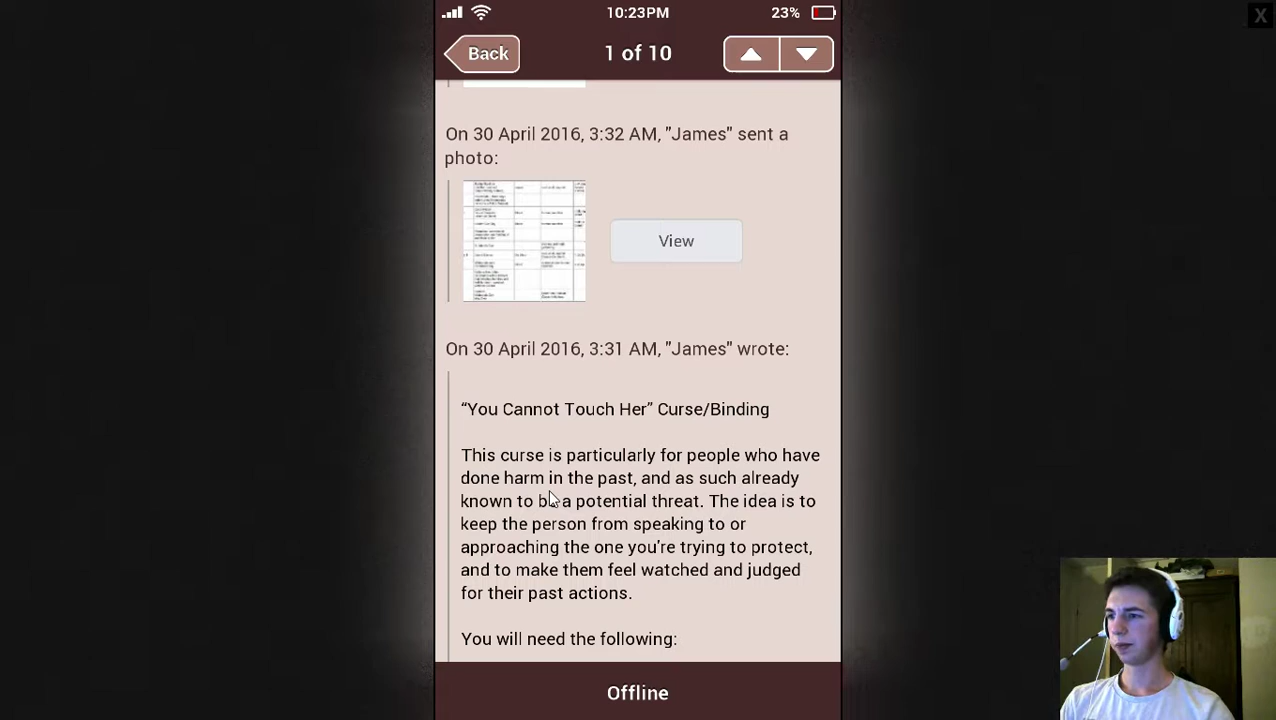 10:23PM
23%
X
Back
1 of 10
On 30 April 2016, 3:32 AM, "James" sent a
photo:
View
On 30 April 2016, 3:31 AM, "James" wrote:
“You Cannot Touch Her” Curse/Binding
This curse is particularly for people who have
done harm in the past, and as such already
known to be a potential threat. The idea is to
keep the person from speaking to or
approaching the one you're trying to protect,
and to make them feel watched and judged
for their past actions.
You will need the following:
Offline